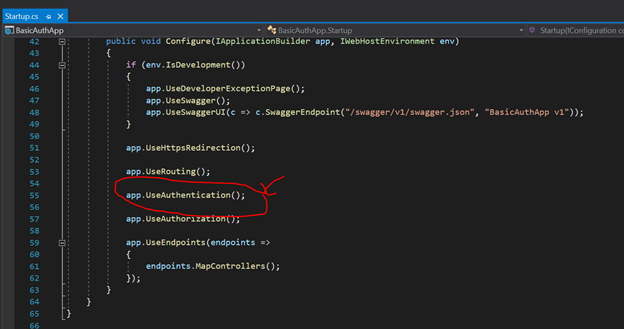 Startup.cs
BasicAuthApp
BasicAuthApp.Startup
Startup(IConfiguration co
42 public void Configure(IApplicationBuilder app, IWebHostEnvironment env)
43 {
44 if (env.IsDevelopment())
45 {
46 app.UseDeveloperExceptionPage();
47 app.UseSwagger();
48 app.UseSwaggerUI(c => c.SwaggerEndpoint("/swagger/v1/swagger.json", "BasicAuthApp v1"));
49 }
50
51 app.UseHttpsRedirection();
52
53 app.UseRouting();
54
55 app.UseAuthentication();
56
57 app.UseAuthorization();
58
59 app.UseEndpoints(endpoints =>
60 {
61 endpoints.MapControllers();
62 });
63 }
64 }
65 }
66